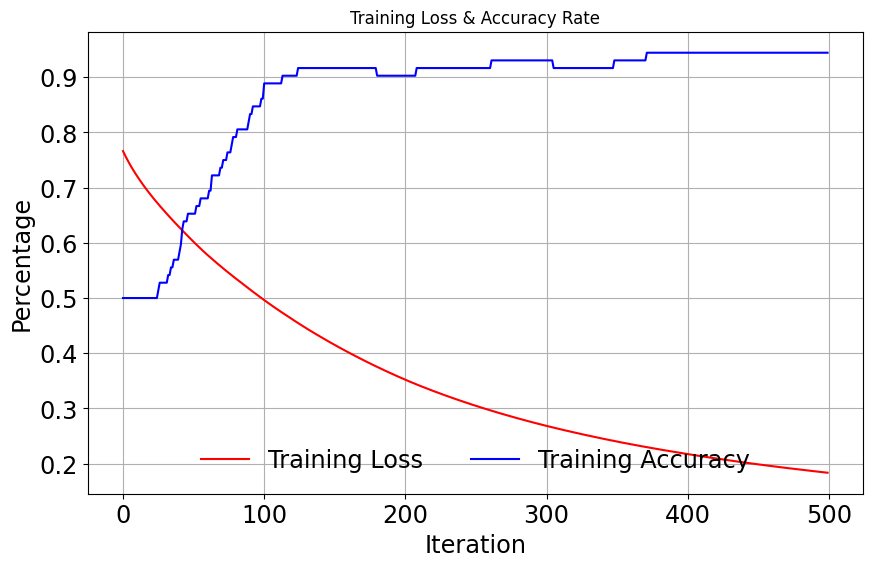 Training Loss & Accuracy Rate
Percentage
0.9
0.8
0.7
0.6
0.5
0.4
0.3
0.2
Training Loss Training Accuracy
0 100 200 300 400 500
Iteration